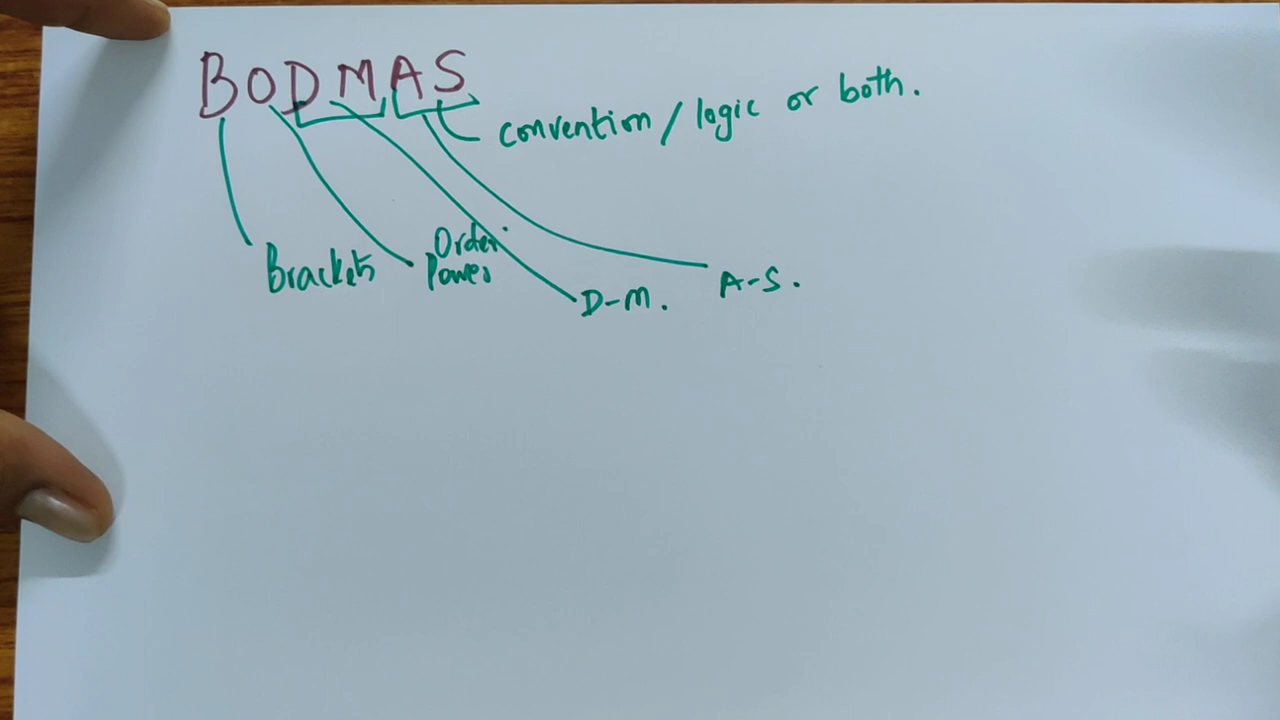 BODMAS
convention / logic or both.
Brackets
Order
Power
D-M.
A-S.